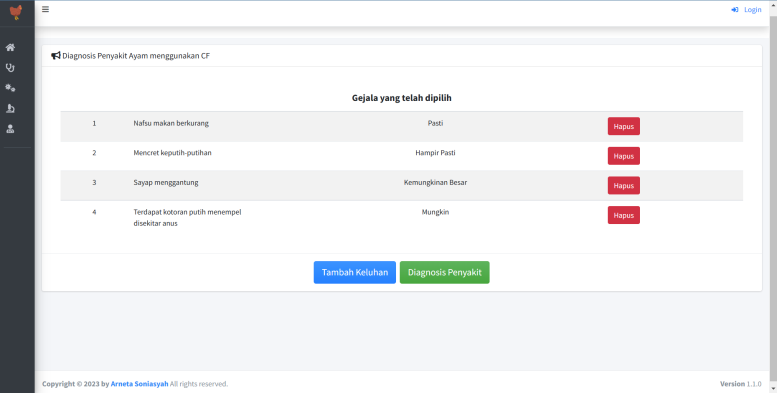 Login
Diagnosis Penyakit Ayam menggunakan CF
Gejala yang telah dipilih
1 Nafsu makan berkurang Pasti Hapus
2 Mencret keputih-putihan Hampir Pasti Hapus
3 Sayap menggantung Kemungkinan Besar Hapus
4 Terdapat kotoran putih menempel Mungkin Hapus
disekitar anus
Tambah Keluhan Diagnosis Penyakit
Copyright © 2023 by Arneta Soniasyah All rights reserved. Version 1.1.0